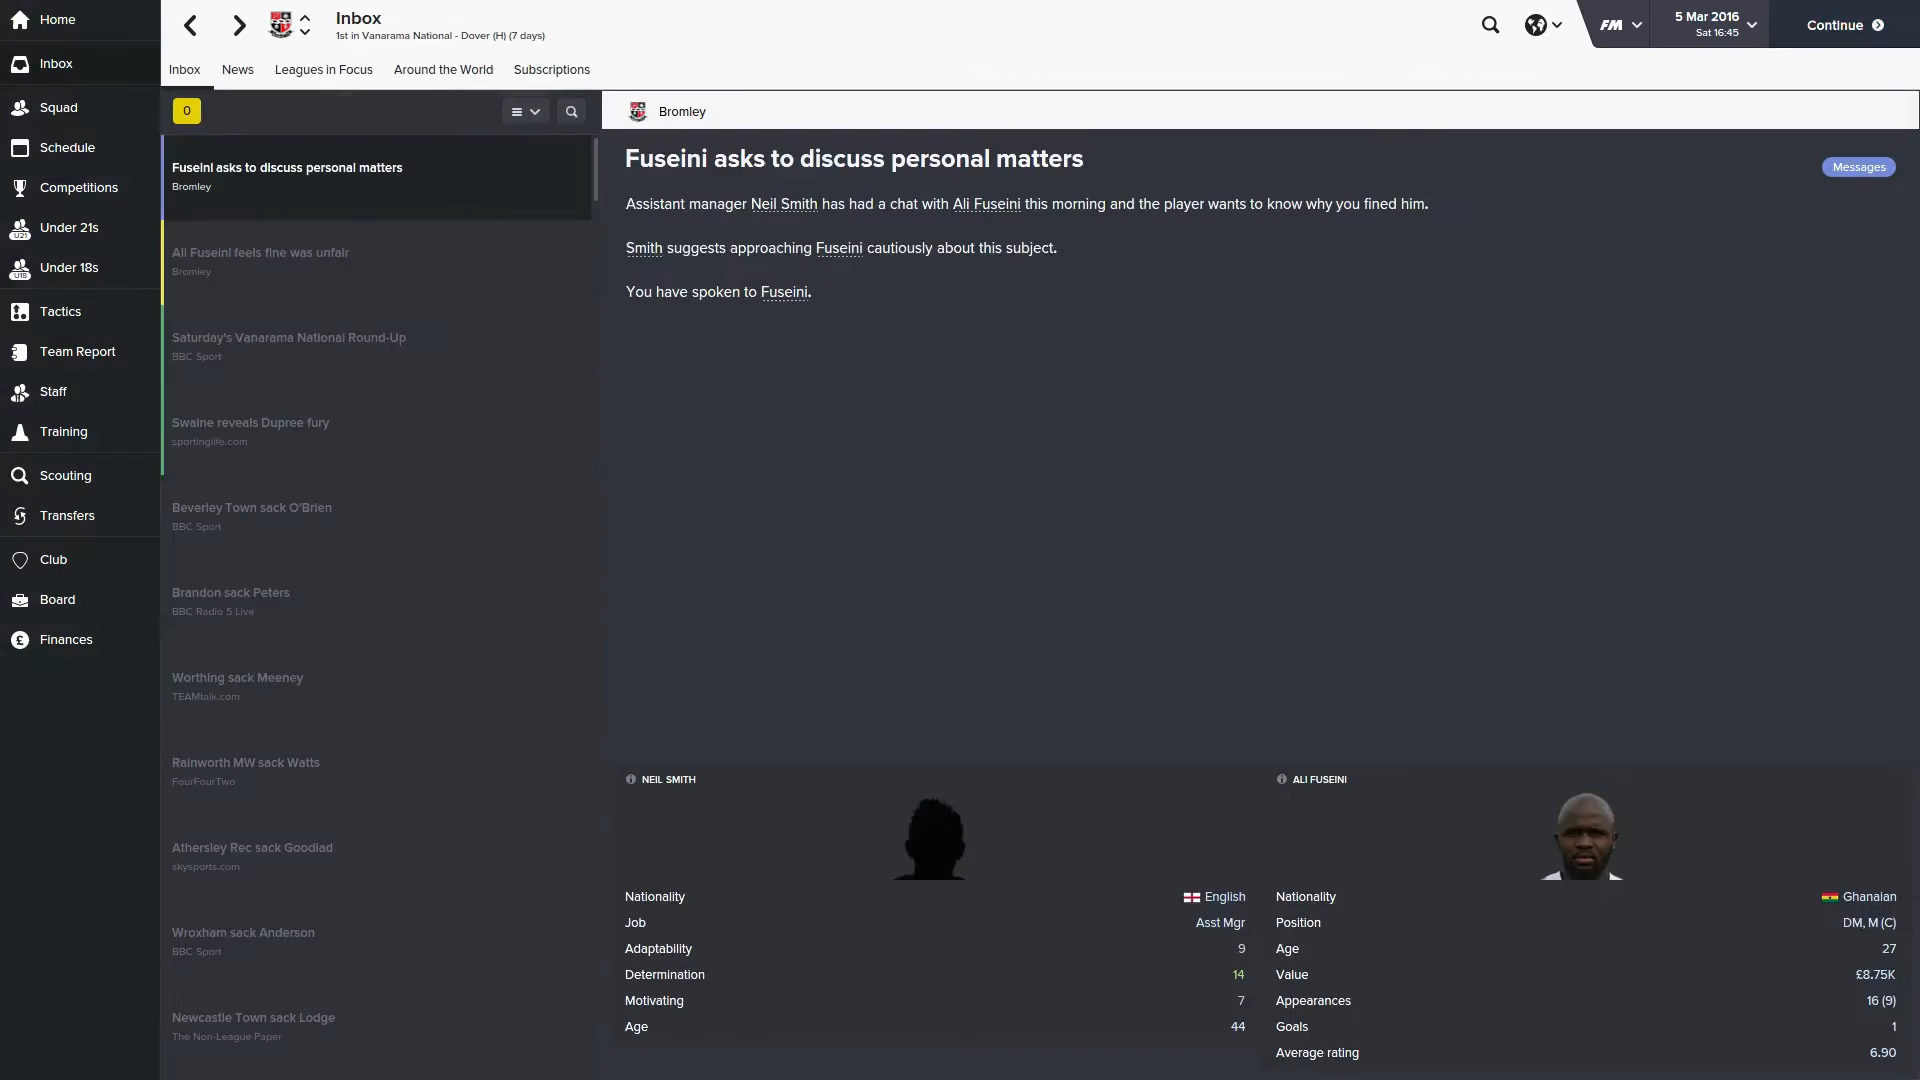 Home
Inbox
Squad
Schedule
Competitions
U21
Under 21s
U18
Under 18s
Tactics
Team Report
Staff
Training
Scouting
Transfers
Club
Board
£
Finances
Inbox
1st in Vanarama National - Dover (H) (7 days)
FM
5 Mar 2016
Sat 16:45
Continue
Inbox
News
Leagues in Focus
Around the World
Subscriptions
0
Fuseini asks to discuss personal matters
Bromley
Ali Fuseini feels fine was unfair
Bromley
Saturday's Vanarama National Round-Up
BBC Sport
Swaine reveals Dupree fury
sportinglife.com
Beverley Town sack O'Brien
BBC Sport
Brandon sack Peters
BBC Radio 5 Live
Worthing sack Meeney
TEAMtalk.com
Rainworth MW sack Watts
FourFourTwo
Athersley Rec sack Goodlad
skysports.com
Wroxham sack Anderson
BBC Sport
Newcastle Town sack Lodge
The Non-League Paper
Bromley
Fuseini asks to discuss personal matters
Messages
Assistant manager Neil Smith has had a chat with Ali Fuseini this morning and the player wants to know why you fined him.
Smith suggests approaching Fuseini cautiously about this subject.
You have spoken to Fuseini.
NEIL SMITH
Nationality English
Job Asst Mgr
Adaptability 9
Determination 14
Motivating 7
Age 44
ALI FUSEINI
Nationality Ghanaian
Position DM, M (C)
Age 27
Value £8.75K
Appearances 16 (9)
Goals 1
Average rating 6.90